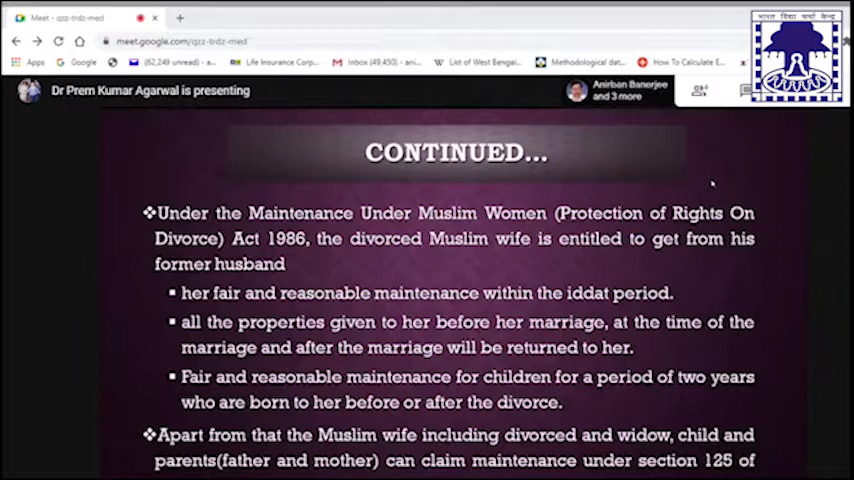 Meet - qzz-trdz-med
भारत विद्या चर्चा केन्द्र
meet.google.com/qzz-trdz-med
Apps Google (62,249 unread) - a... Life Insurance Corp... Inbox (49,450) - ani... List of West Bengal... Methodological dat... How To Calculate E...
Dr Prem Kumar Agarwal is presenting
Anirban Banerjee
and 3 more
CONTINUED...
❖Under the Maintenance Under Muslim Women (Protection of Rights On
Divorce) Act 1986, the divorced Muslim wife is entitled to get from his
former husband
▪ her fair and reasonable maintenance within the iddat period.
▪ all the properties given to her before her marriage, at the time of the
marriage and after the marriage will be returned to her.
▪ Fair and reasonable maintenance for children for a period of two years
who are born to her before or after the divorce.
❖Apart from that the Muslim wife including divorced and widow, child and
parents(father and mother) can claim maintenance under section 125 of